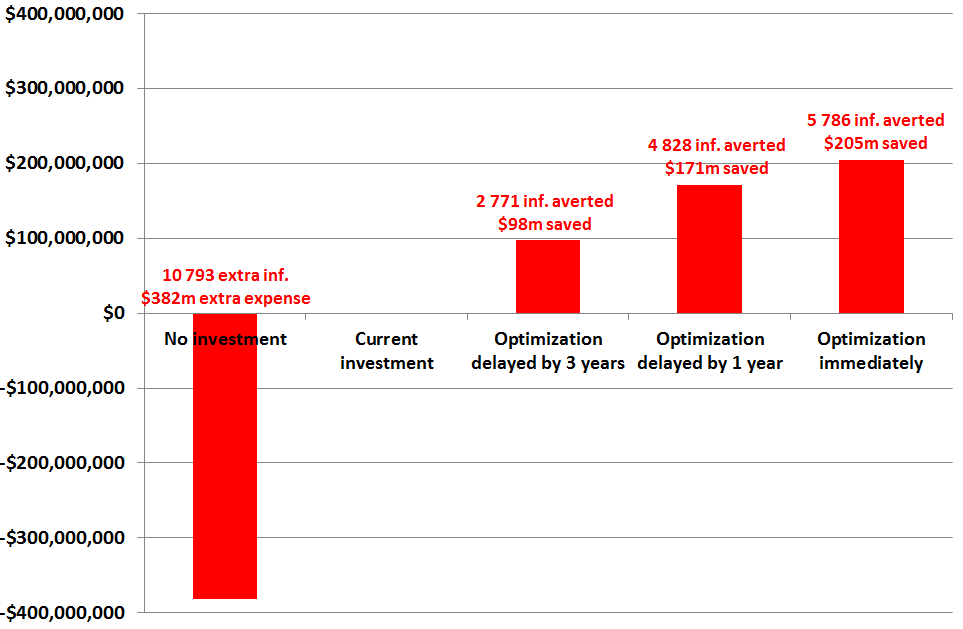 $400,000,000
$300,000,000
$200,000,000
$100,000,000
$0
-$100,000,000
-$200,000,000
-$300,000,000
-$400,000,000
10 793 extra inf.
$382m extra expense
2 771 inf. averted
$98m saved
4 828 inf. averted
$171m saved
5 786 inf. averted
$205m saved
No investment
Current
investment
Optimization
delayed by 3 years
Optimization
delayed by 1 year
Optimization
immediately